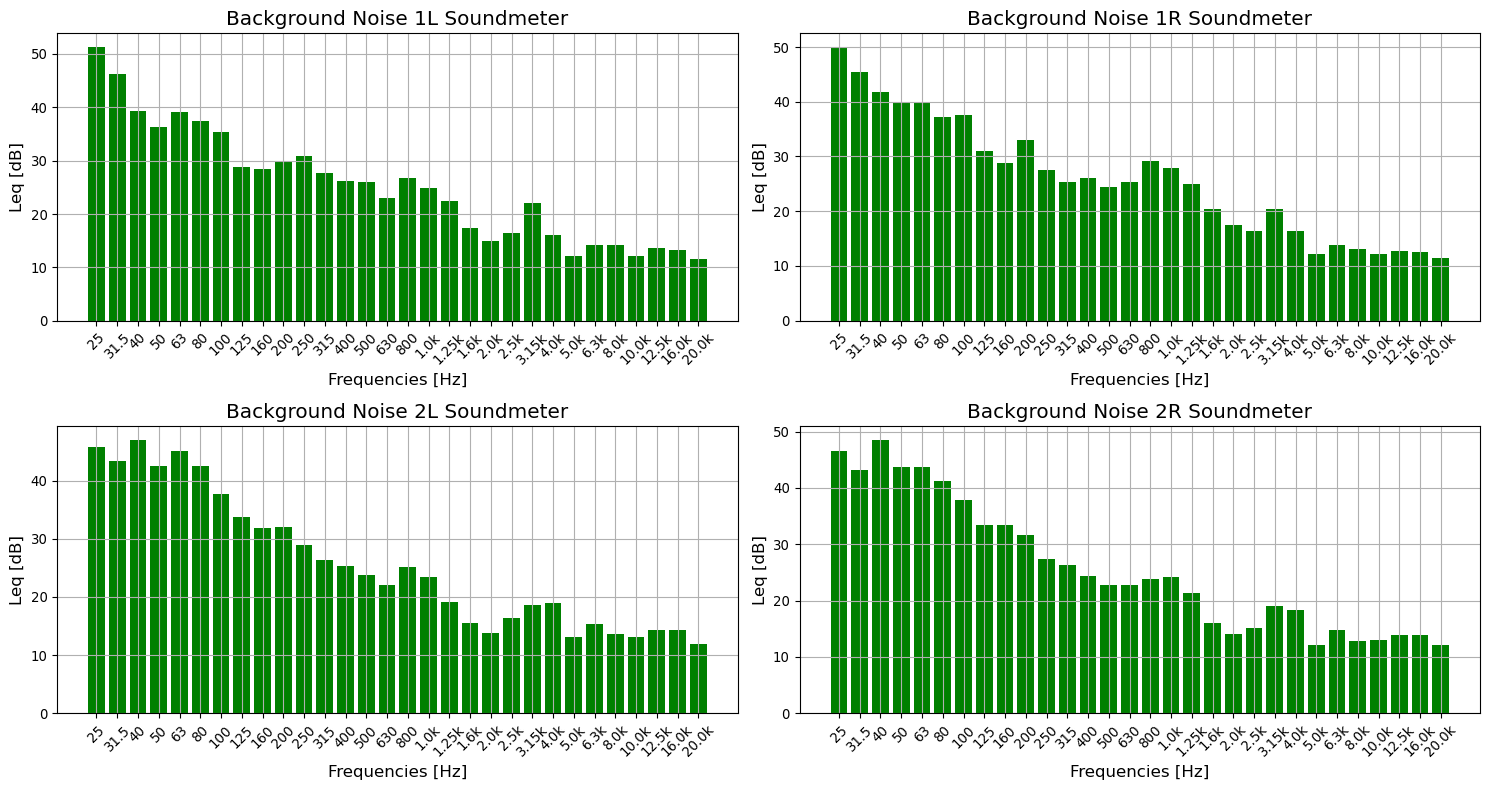 Background Noise 1L Soundmeter
Leq [dB]
50
40
30
20
10
0
25 31.5 40 50 63 80 100 125 160 200 250 315 400 500 630 800 1.0k 1.25k 1.6k 2.0k 2.5k 3.15k 4.0k 5.0k 6.3k 8.0k 10.0k 12.5k 16.0k 20.0k
Frequencies [Hz]
Background Noise 1R Soundmeter
Leq [dB]
50
40
30
20
10
0
25 31.5 40 50 63 80 100 125 160 200 250 315 400 500 630 800 1.0k 1.25k 1.6k 2.0k 2.5k 3.15k 4.0k 5.0k 6.3k 8.0k 10.0k 12.5k 16.0k 20.0k
Frequencies [Hz]
Background Noise 2L Soundmeter
Leq [dB]
40
30
20
10
0
25 31.5 40 50 63 80 100 125 160 200 250 315 400 500 630 800 1.0k 1.25k 1.6k 2.0k 2.5k 3.15k 4.0k 5.0k 6.3k 8.0k 10.0k 12.5k 16.0k 20.0k
Frequencies [Hz]
Background Noise 2R Soundmeter
Leq [dB]
50
40
30
20
10
0
25 31.5 40 50 63 80 100 125 160 200 250 315 400 500 630 800 1.0k 1.25k 1.6k 2.0k 2.5k 3.15k 4.0k 5.0k 6.3k 8.0k 10.0k 12.5k 16.0k 20.0k
Frequencies [Hz]